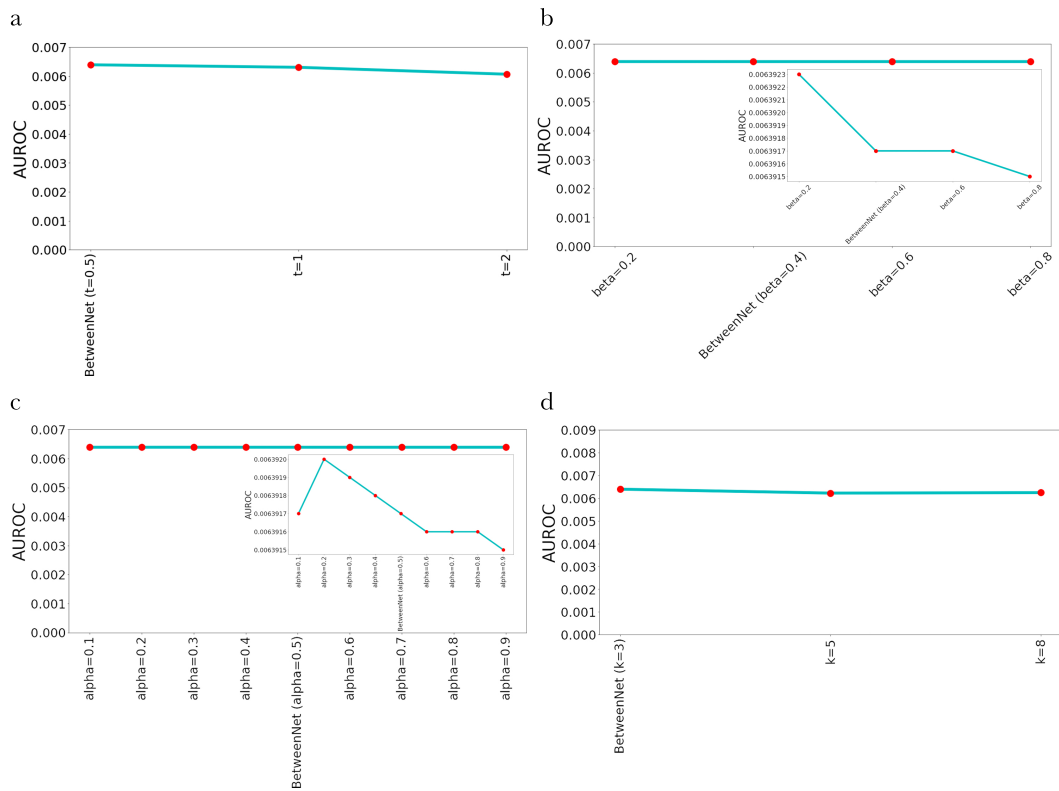 a
0.007
0.006
0.005
0.004
0.003
0.002
0.001
0.000
AUROC
BetweenNet (t=0.5)
t=1
t=2
b
0.007
0.006
0.005
0.004
0.003
0.002
0.001
0.000
AUROC
0.0063923
0.0063922
0.0063921
0.0063920
0.0063919
0.0063918
0.0063917
0.0063916
0.0063915
AUROC
beta=0.2
BetweenNet (beta=0.4)
beta=0.6
beta=0.8
beta=0.2
BetweenNet (beta=0.4)
beta=0.6
beta=0.8
c
0.007
0.006
0.005
0.004
0.003
0.002
0.001
0.000
AUROC
0.0063920
0.0063919
0.0063918
0.0063917
0.0063916
0.0063915
AUROC
alpha=0.1
alpha=0.2
alpha=0.3
alpha=0.4
BetweenNet (alpha=0.5)
alpha=0.6
alpha=0.7
alpha=0.8
alpha=0.9
alpha=0.1
alpha=0.2
alpha=0.3
alpha=0.4
BetweenNet (alpha=0.5)
alpha=0.6
alpha=0.7
alpha=0.8
alpha=0.9
d
0.009
0.008
0.007
0.006
0.005
0.004
0.003
0.002
0.001
0.000
AUROC
BetweenNet (k=3)
k=5
k=8